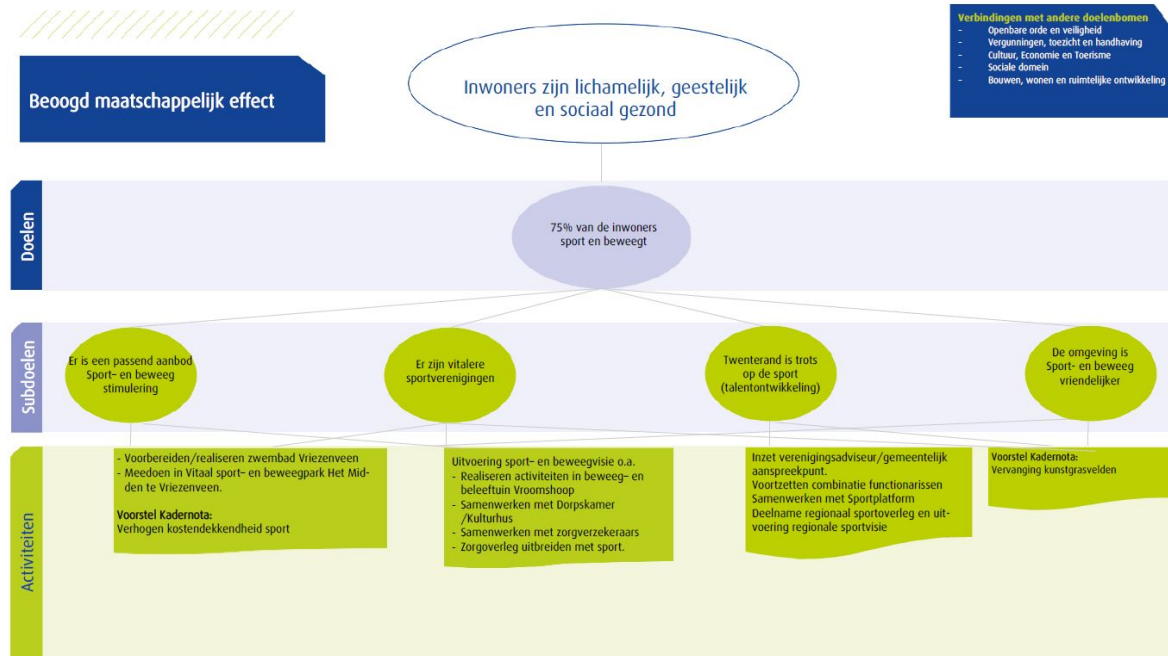 Beoogd maatschappelijk effect
Inwoners zijn lichamelijk, geestelijk
en sociaal gezond
Verbindingen met andere doelenbomen
- Openbare orde en veiligheid
- Vergunningen, toezicht en handhaving
- Cultuur, Economie en Toerisme
- Sociale domein
- Bouwen, wonen en ruimtelijke ontwikkeling
Doelen
75% van de inwoners
sport en beweegt
Subdoelen
Er is een passend aanbod
Sport- en beweeg
stimulering
Er zijn vitalere
sportverenigingen
Twenterand is trots
op de sport
(talentontwikkeling)
De omgeving is
Sport- en beweeg
vriendelijker
Activiteiten
- Voorbereiden/realiseren zwembad Vriezenveen
- Meedoen in Vitaal sport- en beweegpark Het Mid-
den te Vriezenveen.
Voorstel Kadernota:
Verhogen kostendekkendheid sport
Uitvoering sport- en beweegvisie o.a.
- Realiseren activiteiten in beweeg- en
beleeftuin Vroomshoop
- Samenwerken met Dorpskamer
/Kulturhus
- Samenwerken met zorgverzekeraars
- Zorgoverleg uitbreiden met sport.
Inzet verenigingsadviseur/gemeentelijk
aanspreekpunt.
Voortzetten combinatie functionarissen
Samenwerken met Sportplatform
Deelname regionaal sportoverleg en uit-
voering regionale sportvisie
Voorstel Kadernota:
Vervanging kunstgrasvelden